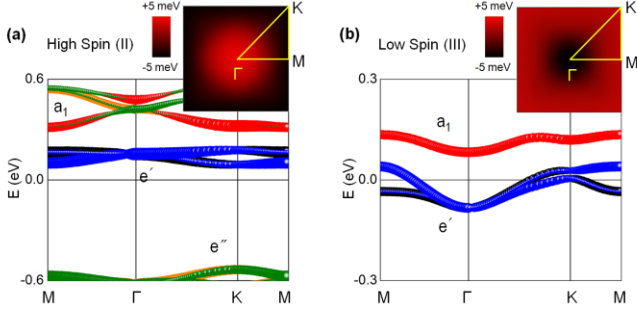 +5 meV
-5 meV
(a)
High Spin (II)
K
M
Γ
0.6
0.0
-0.6
E (eV)
a1
e′
e″
M
Γ
K
M
+5 meV
-5 meV
(b)
Low Spin (III)
K
M
Γ
0.3
0.0
-0.3
E (eV)
a1
e′
M
Γ
K
M